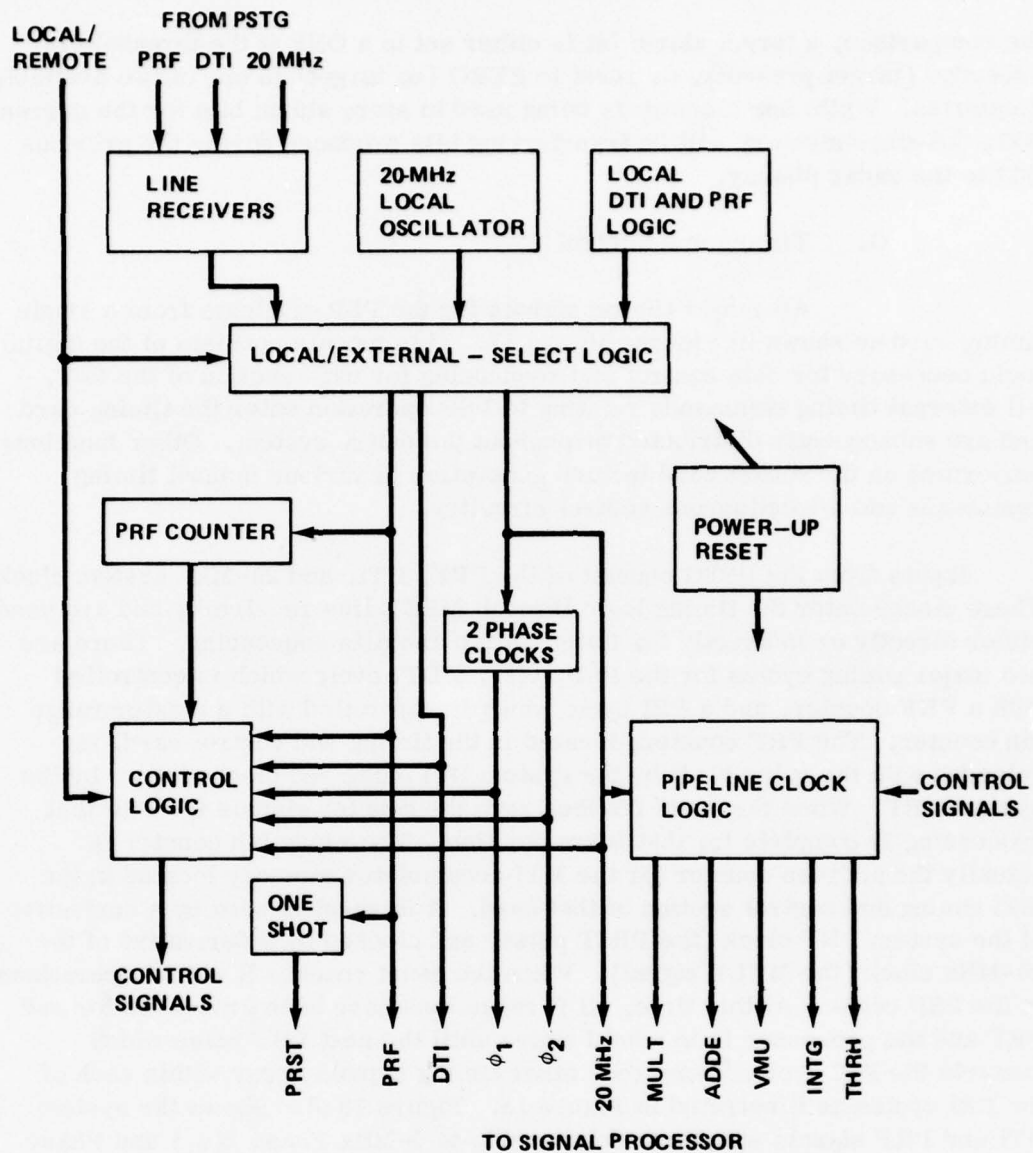 FROM PSTG
LOCAL/
REMOTE
PRF DTI 20 MHz
LINE
RECEIVERS
20-MHz
LOCAL
OSCILLATOR
LOCAL
DTI AND PRF
LOGIC
LOCAL/EXTERNAL – SELECT LOGIC
PRF COUNTER
POWER–UP
RESET
2 PHASE
CLOCKS
CONTROL
LOGIC
PIPELINE CLOCK
LOGIC
CONTROL
SIGNALS
ONE
SHOT
CONTROL
SIGNALS
PRST
PRF
DTI
ϕ1
ϕ2
20 MHz
MULT
ADDE
VMU
INTG
THRH
TO SIGNAL PROCESSOR